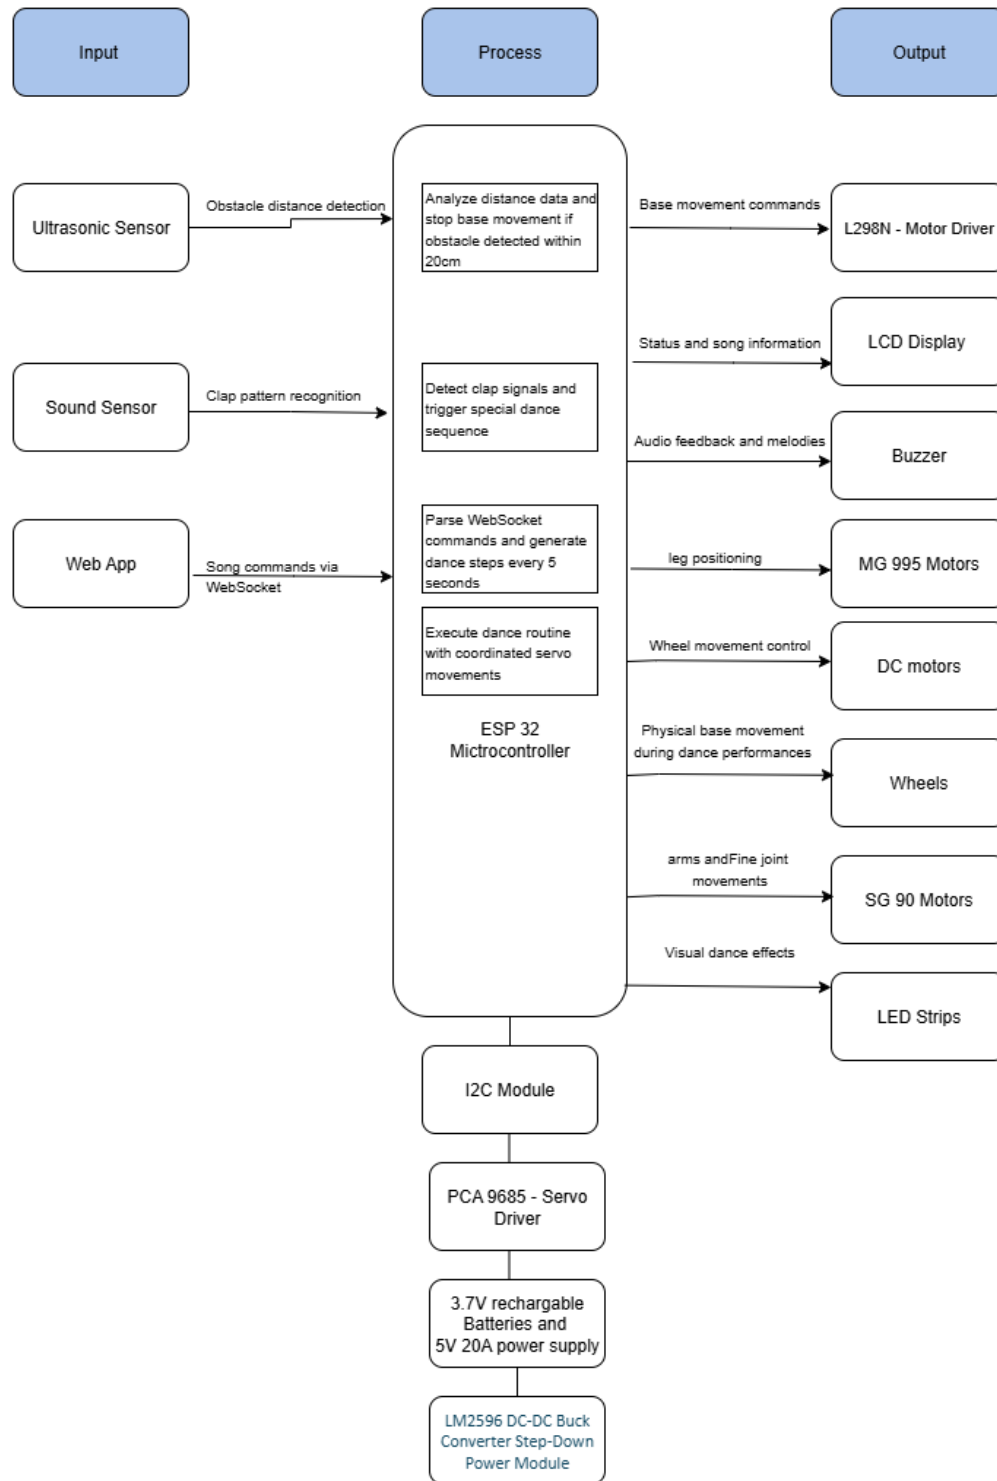 Input
Process
Output
Ultrasonic Sensor
Obstacle distance detection
Analyze distance data and
stop base movement if
obstacle detected within
20cm
Base movement commands
L298N - Motor Driver
Status and song information
LCD Display
Sound Sensor
Clap pattern recognition
Detect clap signals and
trigger special dance
sequence
Audio feedback and melodies
Buzzer
Web App
Song commands via
WebSocket
Parse WebSocket
commands and generate
dance steps every 5
seconds
leg positioning
MG 995 Motors
Execute dance routine
with coordinated servo
movements
Wheel movement control
DC motors
ESP 32
Mictrocontroller
Physical base movement
during dance performances
Wheels
arms andFine joint
movements
SG 90 Motors
Visual dance effects
LED Strips
I2C Module
PCA 9685 - Servo
Driver
3.7V rechargable
Batteries and
5V 20A power supply
LM2596 DC-DC Buck
Converter Step-Down
Power Module